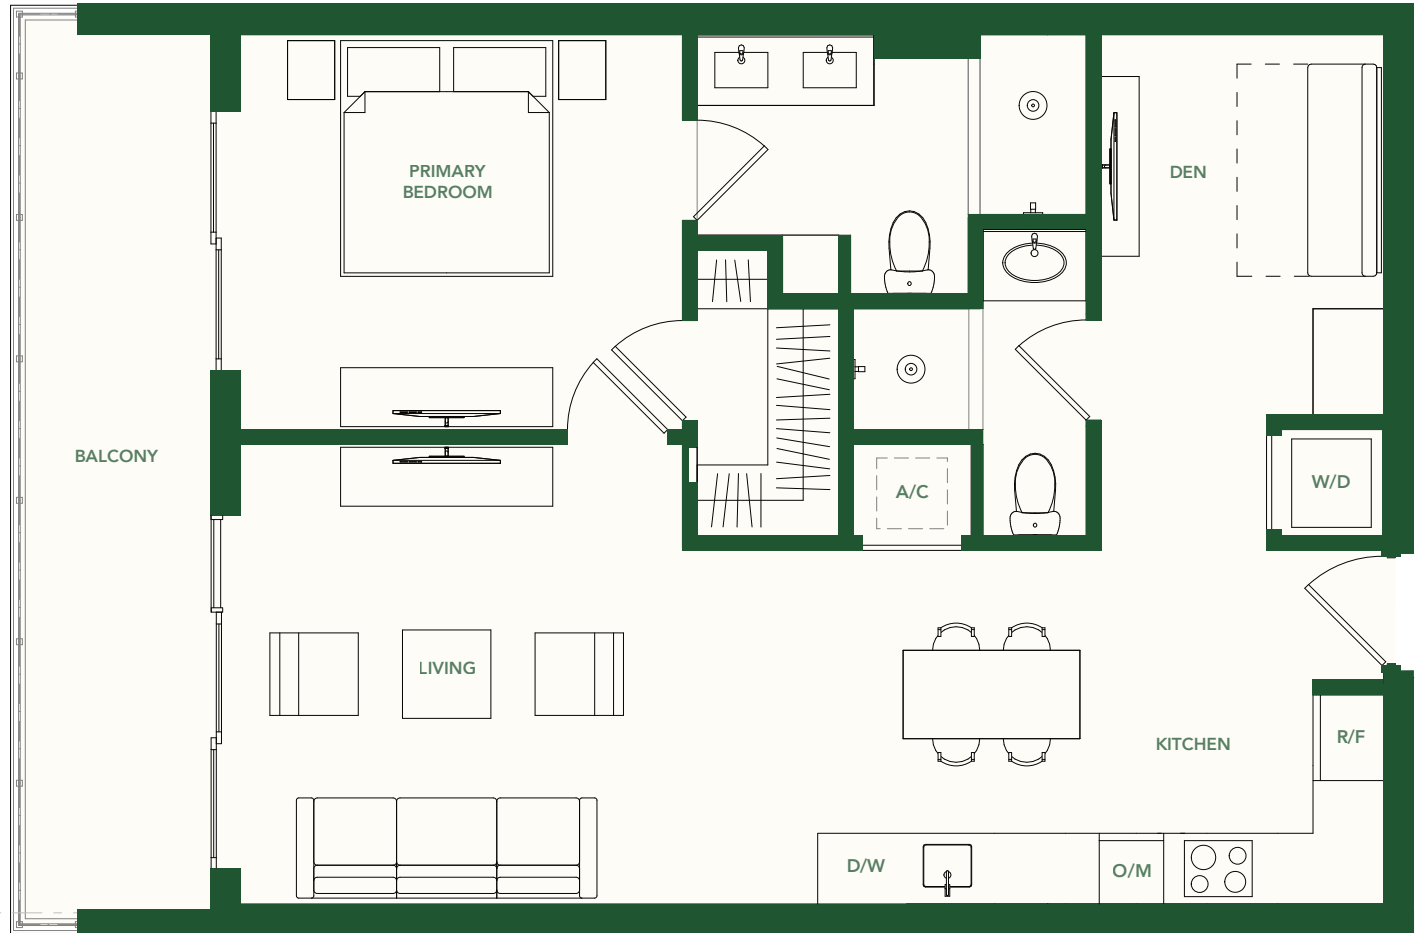 PRIMARY
BEDROOM
DEN
BALCONY
W/D
A/C
LIVING
R/F
KITCHEN
D/W
O/M